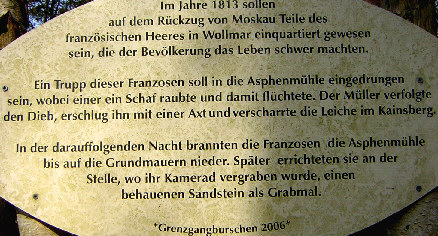 Im Jahre 1813 sollen
auf dem Rückzug von Moskau Teile des
französischen Heeres in Wollmar einquartiert gewesen
sein, die der Bevölkerung das Leben schwer machten.
Ein Trupp dieser Franzosen soll in die Asphenmühle eingedrungen
sein, wobei einer ein Schaf raubte und damit flüchtete. Der Müller verfolgte
den Dieb, erschlug ihn mit einer Axt und verscharrte die Leiche im Kainsberg.
In der darauffolgenden Nacht brannten die Franzosen die Asphenmühle
bis auf die Grundmauern nieder. Später errichteten sie an der
Stelle, wo ihr Kamerad vergraben wurde, einen
behauenen Sandstein als Grabmal.
"Grenzgangburschen 2006"